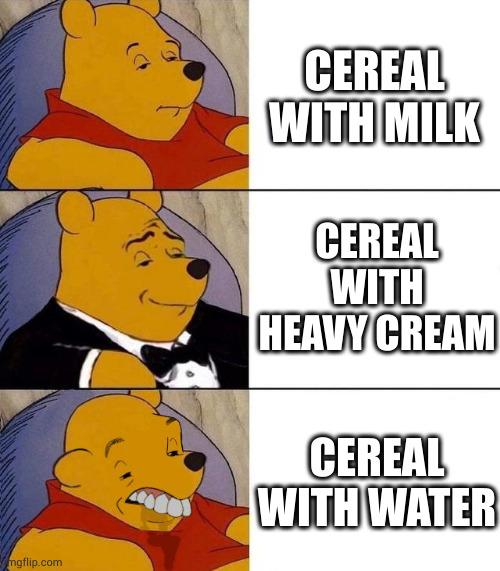 CEREAL
WITH MILK
CEREAL
WITH
HEAVY CREAM
CEREAL
WITH WATER
imgflip.com